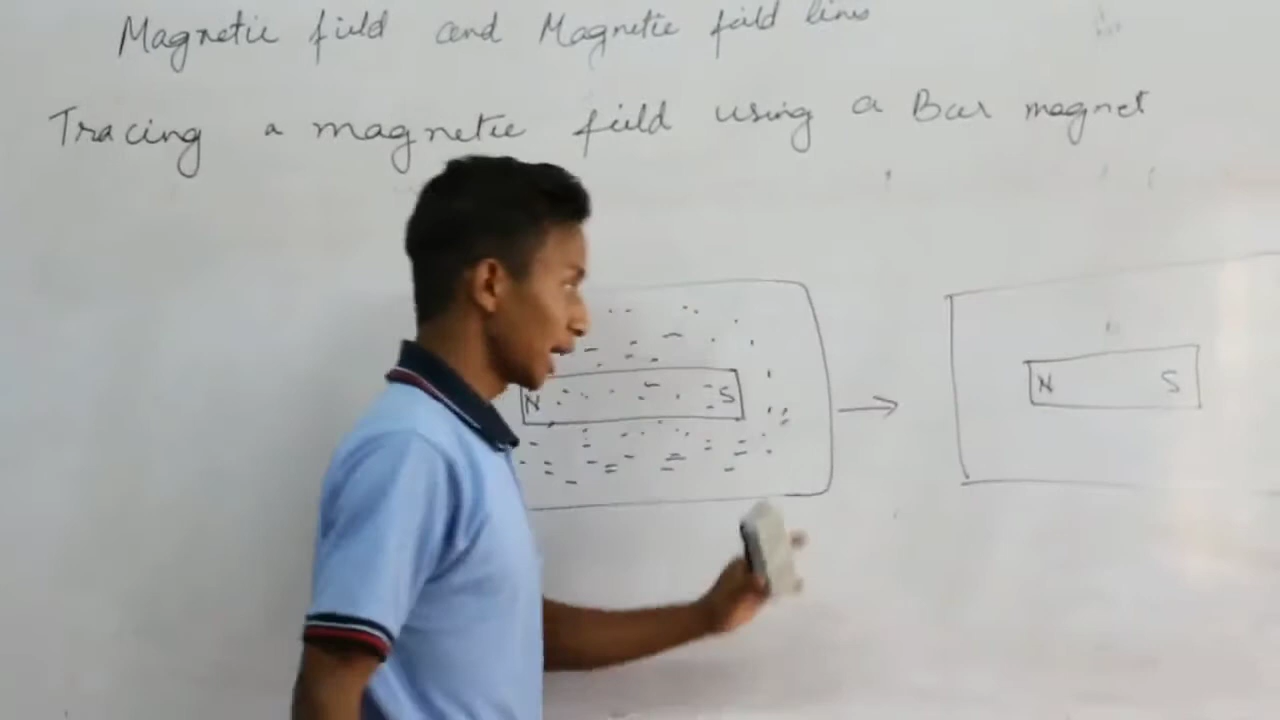 Magnetic field and Magnetic field lines
Tracing a magnetic field using a Bar magnet
N S
N S